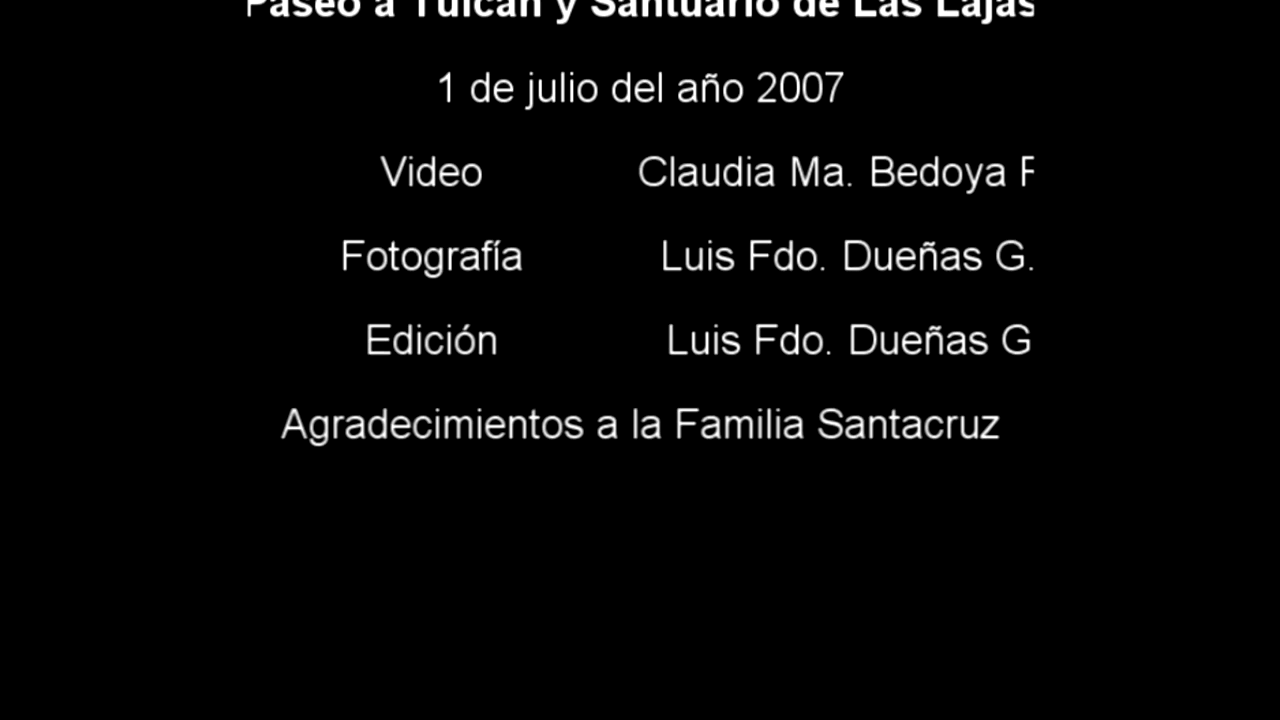 Paseo a Tulcán y Santuario de Las Lajas
1 de julio del año 2007
Video Claudia Ma. Bedoya
Fotografía Luis Fdo. Dueñas G.
Edición Luis Fdo. Dueñas G
Agradecimientos a la Familia Santacruz